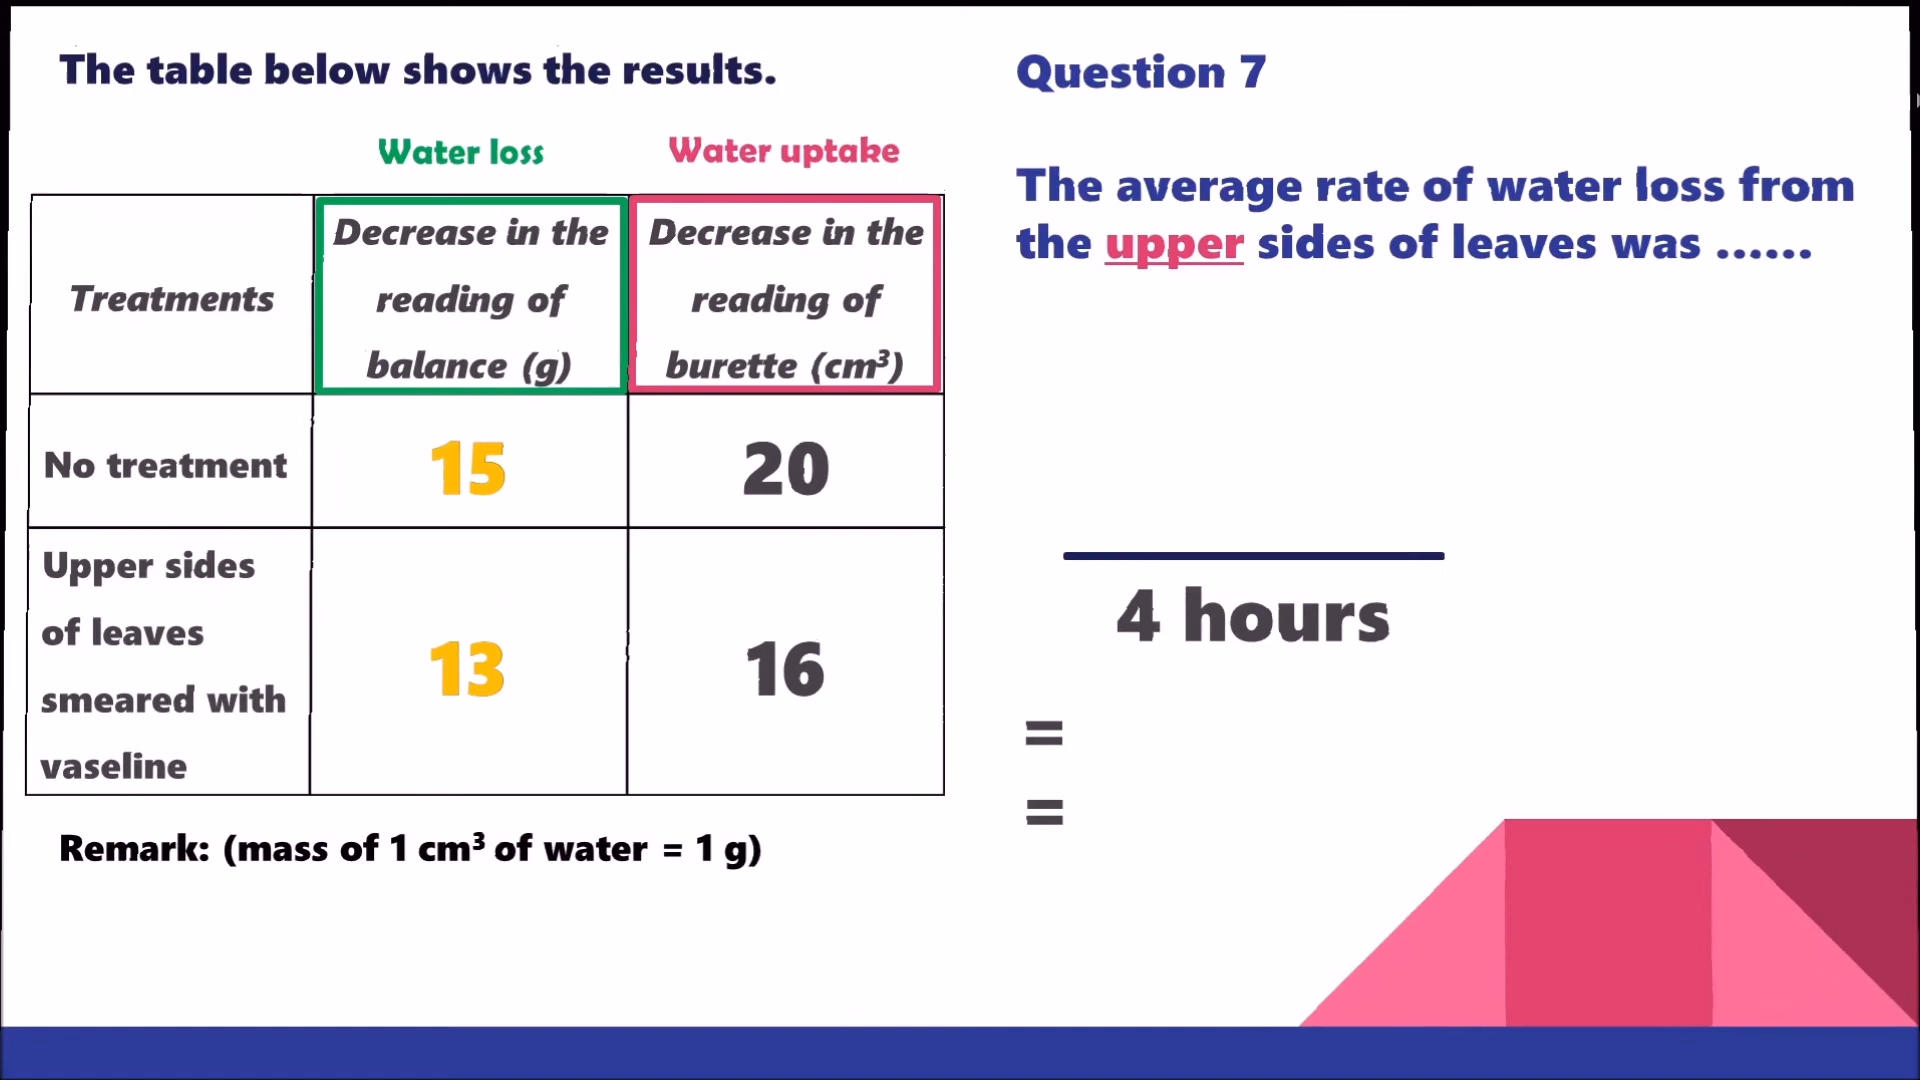 The table below shows the results.
Water loss
Water uptake
Treatments
Decrease in the
reading of
balance (g)
Decrease in the
reading of
burette (cm³)
No treatment
15
20
Upper sides
of leaves
smeared with
vaseline
13
16
Remark: (mass of 1 cm³ of water = 1 g)
Question 7
The average rate of water loss from
the upper sides of leaves was ......
4 hours
=
=